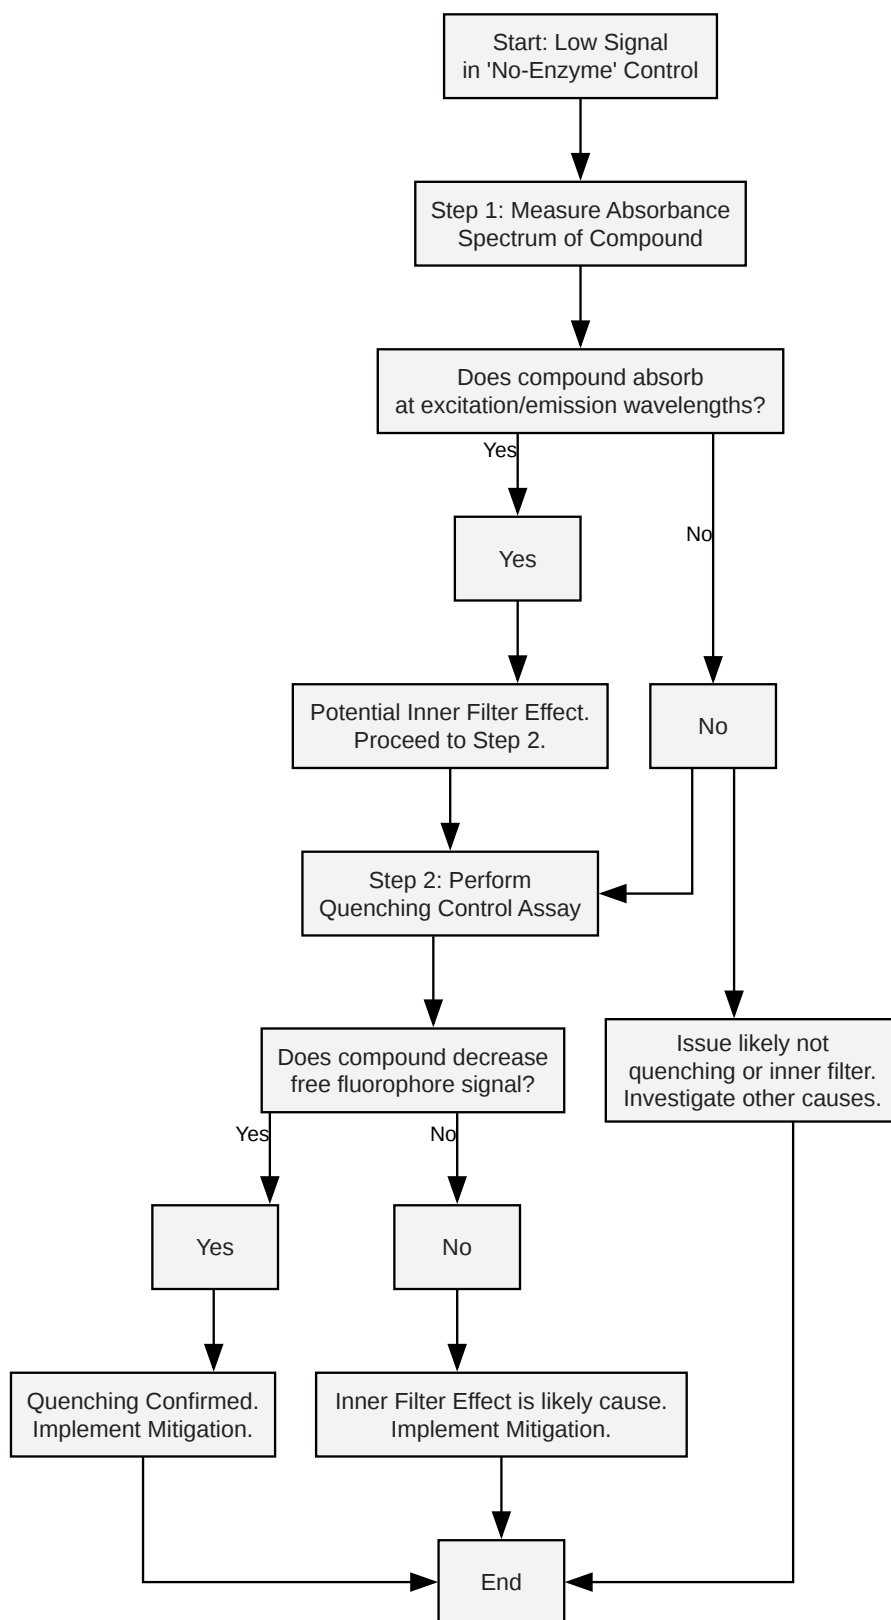 Start: Low Signal
in 'No-Enzyme' Control
Step 1: Measure Absorbance
Spectrum of Compound
Does compound absorb
at excitation/emission wavelengths?
Yes
No
Yes
Potential Inner Filter Effect.
Proceed to Step 2.
No
Step 2: Perform
Quenching Control Assay
Does compound decrease
free fluorophore signal?
Issue likely not
quenching or inner filter.
Investigate other causes.
Yes
No
Yes
No
Quenching Confirmed.
Implement Mitigation.
Inner Filter Effect is likely cause.
Implement Mitigation.
End